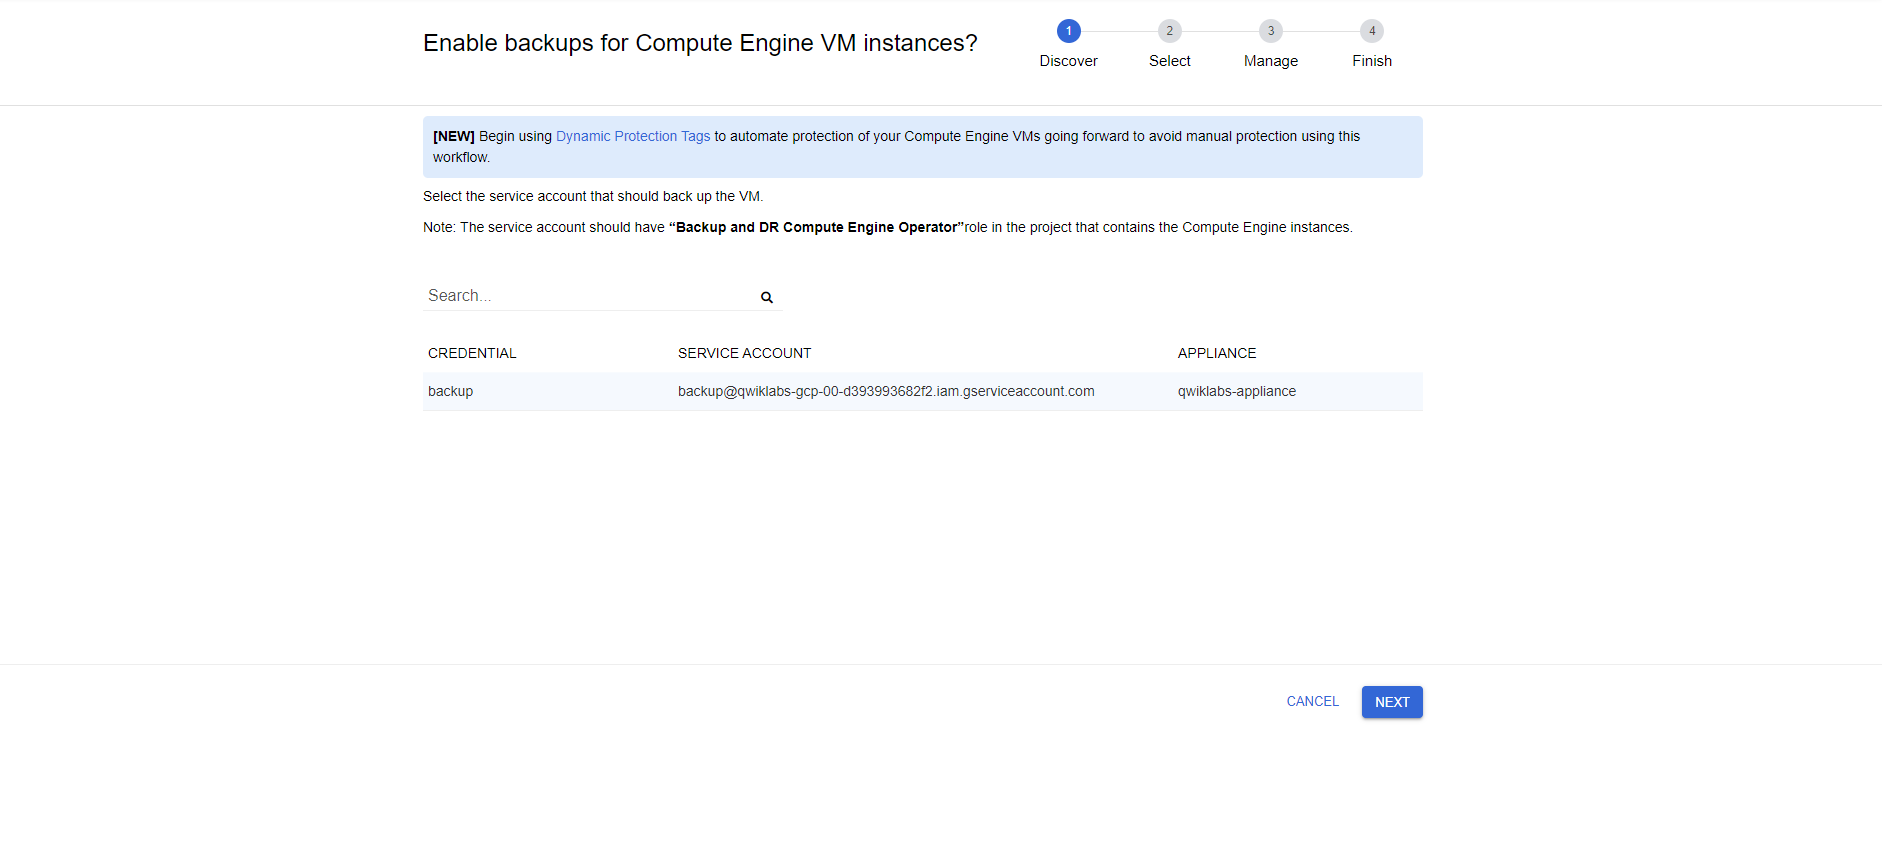 Enable backups for Compute Engine VM instances?
1 2 3 4
Discover Select Manage Finish
[NEW] Begin using Dynamic Protection Tags to automate protection of your Compute Engine VMs going forward to avoid manual protection using this
workflow.
Select the service account that should back up the VM.
Note: The service account should have “Backup and DR Compute Engine Operator”role in the project that contains the Compute Engine instances.
Search...
CREDENTIAL SERVICE ACCOUNT APPLIANCE
backup backup@qwiklabs-gcp-00-d393993682f2.iam.gserviceaccount.com qwiklabs-appliance
CANCEL NEXT